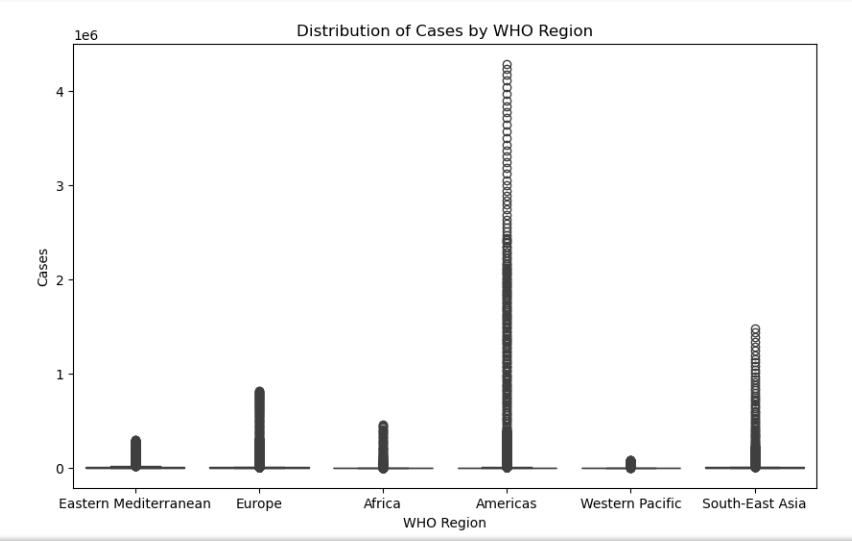 Distribution of Cases by WHO Region
1e6
4
3
2
1
0
Cases
Eastern Mediterranean Europe Africa Americas Western Pacific South-East Asia
WHO Region